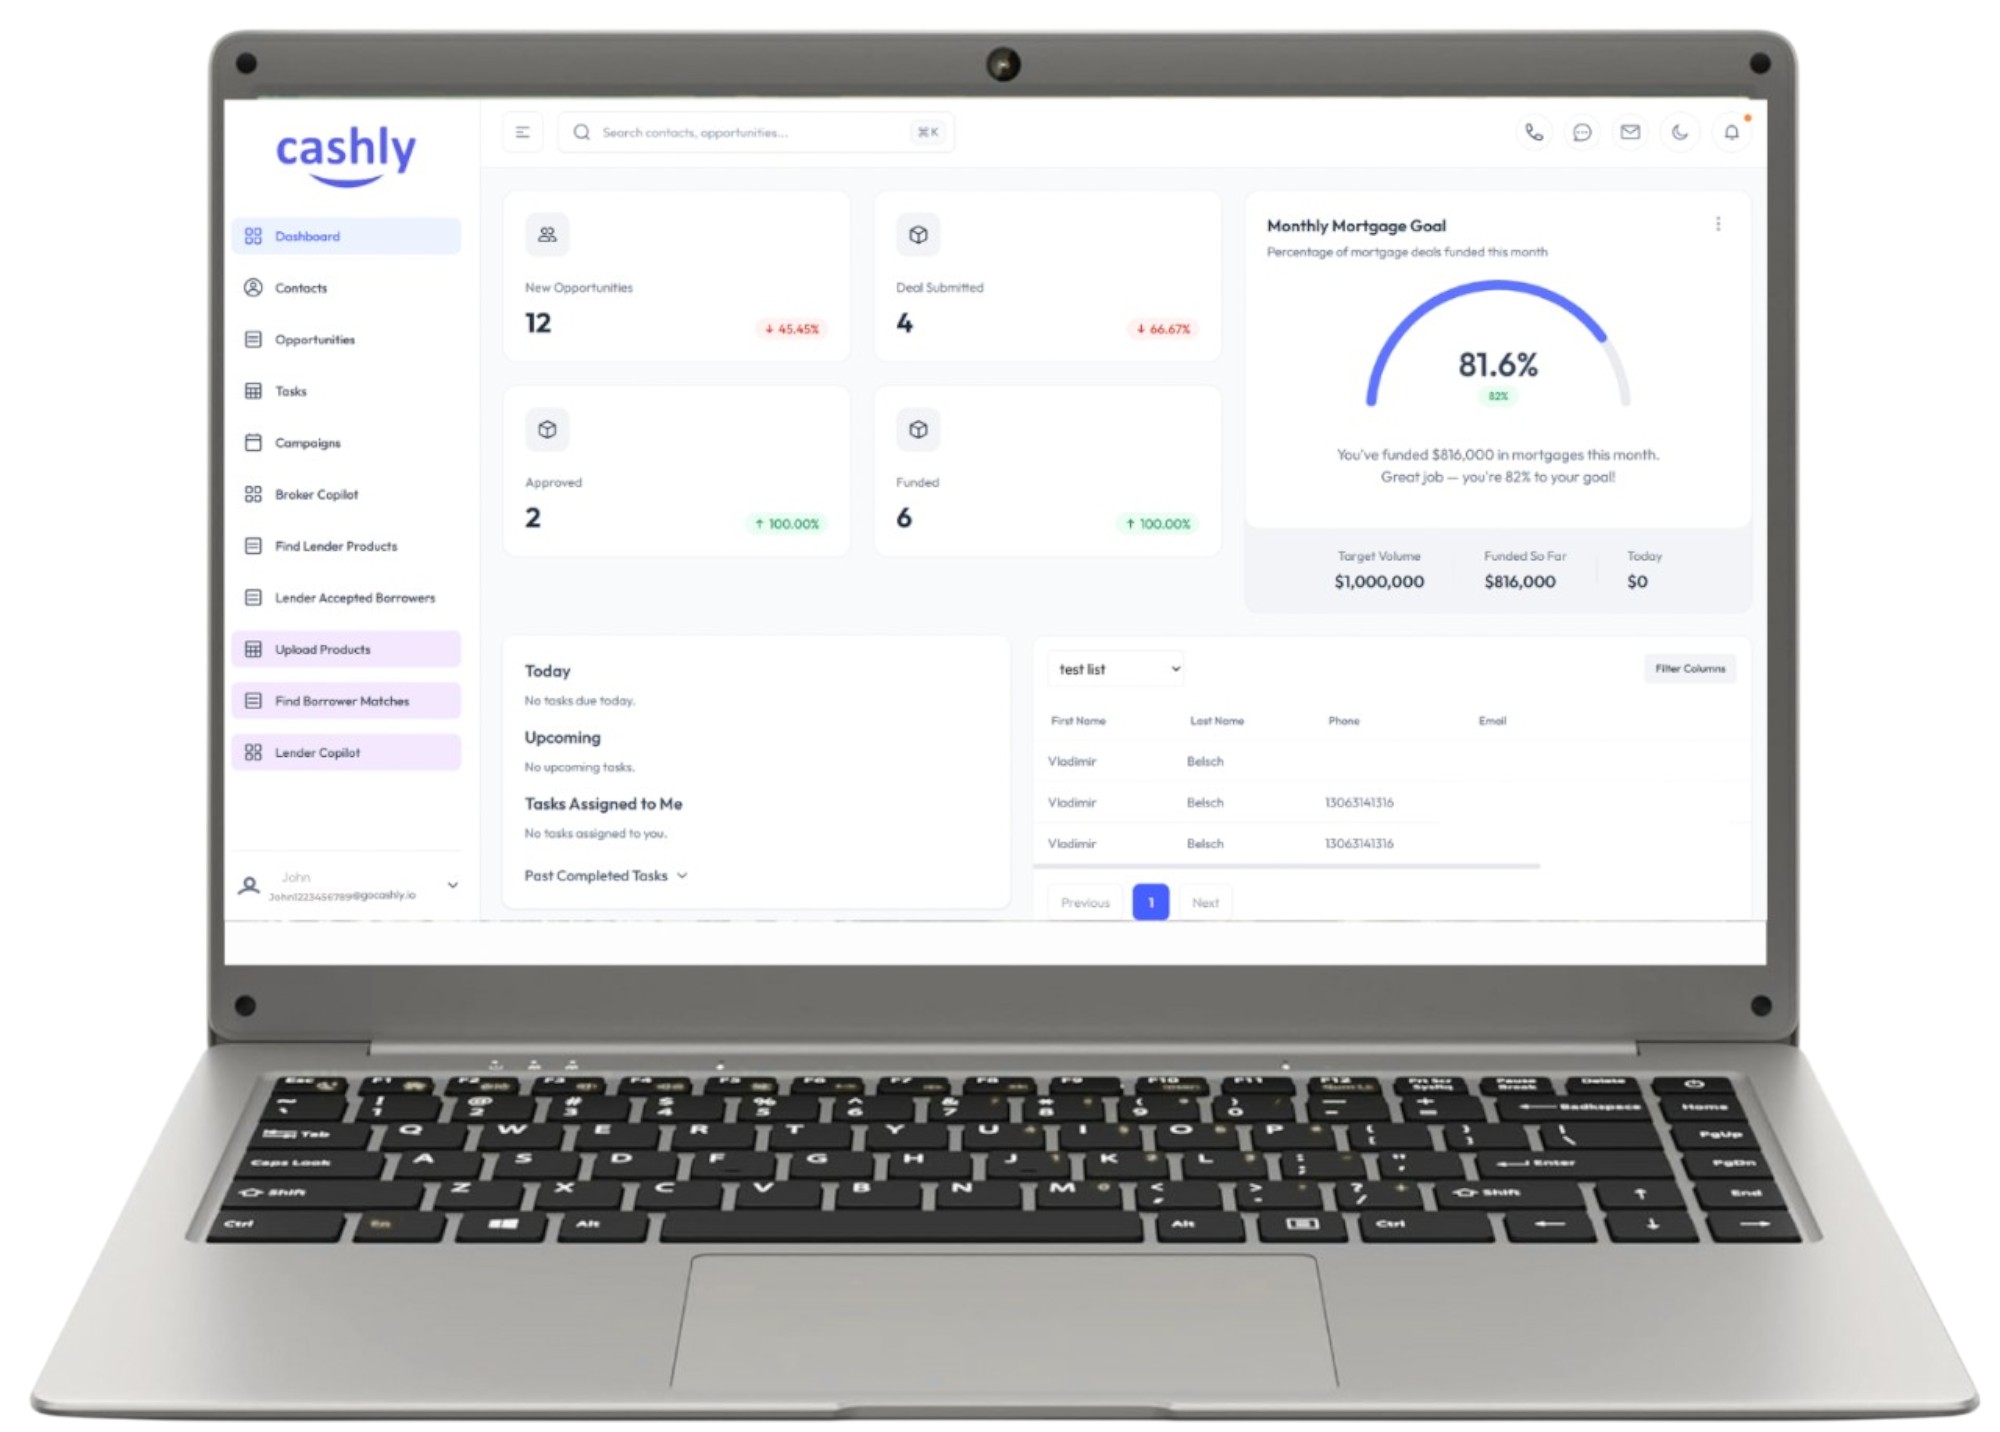 cashly
Search contacts, opportunities...
⌘K
Dashboard
Contacts
Opportunities
Tasks
Campaigns
Broker Copilot
Find Lender Products
Lender Accepted Borrowers
Upload Products
Find Borrower Matches
Lender Copilot
John
John1223456789@gocashly.io
New Opportunities
12
↓ 45.45%
Deal Submitted
4
↓ 66.67%
Approved
2
↑ 100.00%
Funded
6
↑ 100.00%
Monthly Mortgage Goal
Percentage of mortgage deals funded this month
81.6%
82%
You've funded $816,000 in mortgages this month.
Great job — you're 82% to your goal!
Target Volume Funded So Far Today
$1,000,000 $816,000 $0
Today
No tasks due today.
Upcoming
No upcoming tasks.
Tasks Assigned to Me
No tasks assigned to you.
Past Completed Tasks
test list
Filter Columns
First Name Last Name Phone Email
Vladimir Belsch
Vladimir Belsch 13063141316
Vladimir Belsch 13063141316
Previous 1 Next
Esc F1 F2 F3 F4 F5 F6 F7 F8 F9 F10 F11 F12 Prt Scr SysRq Pause Break Delete
~ ` ! 1 @ 2 # 3 $ 4 % 5 ^ 6 & 7 * 8 ( 9 ) 0 — - + = ← Backspace Home
Tab Q W E R T Y U I O P PgUp
Caps Lock A S D F G H J K L ← Enter PgDn
Shift Z X C V B N M < , > . ? / Shift ↑ End
Ctrl Fn Alt Alt Ctrl ← ↓ →